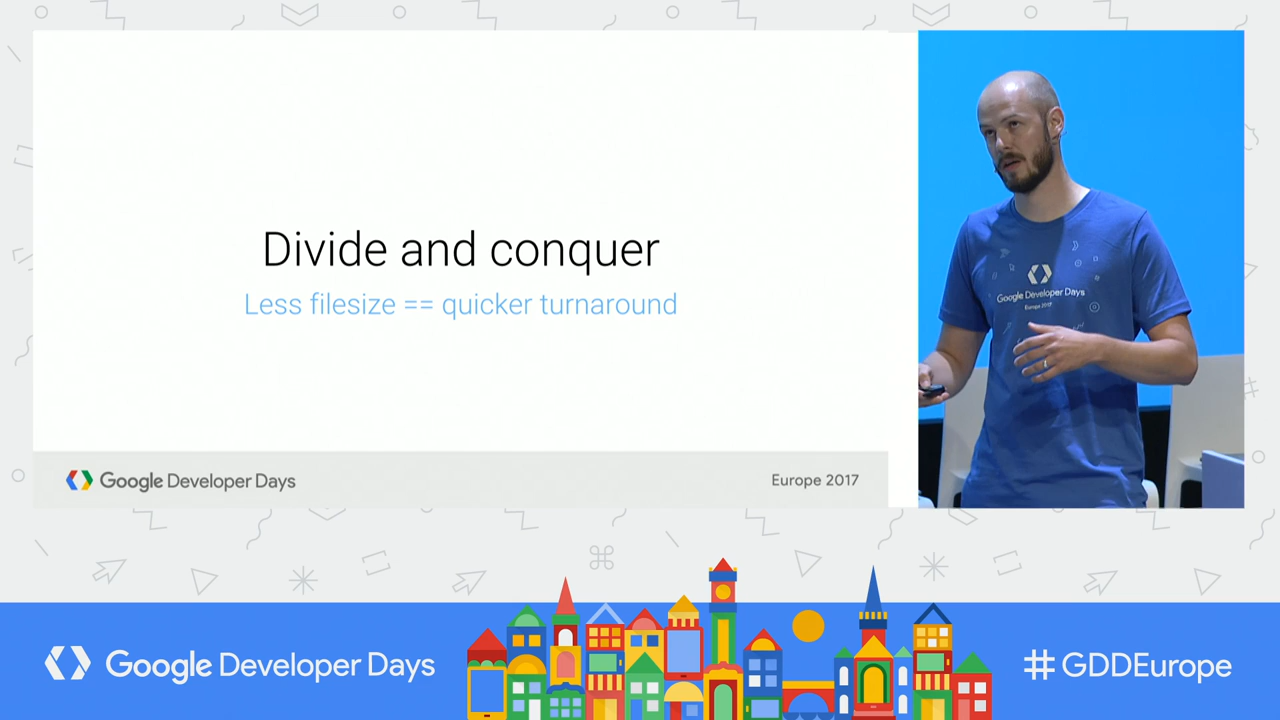 Divide and conquer
Less filesize == quicker turnaround
Google Developer Days
Europe 2017
Google Developer Days
Europe 2017
Google Developer Days
#GDDEurope